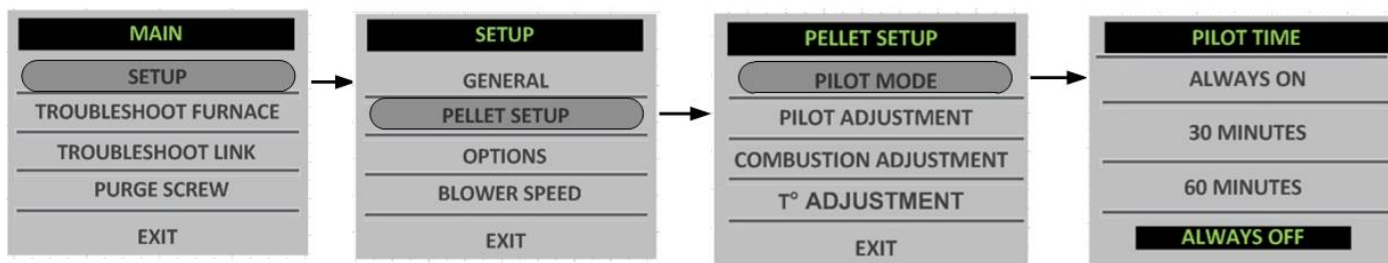 MAIN
SETUP
TROUBLESHOOT FURNACE
TROUBLESHOOT LINK
PURGE SCREW
EXIT
SETUP
GENERAL
PELLET SETUP
OPTIONS
BLOWER SPEED
EXIT
PELLET SETUP
PILOT MODE
PILOT ADJUSTMENT
COMBUSTION ADJUSTMENT
T° ADJUSTMENT
EXIT
PILOT TIME
ALWAYS ON
30 MINUTES
60 MINUTES
ALWAYS OFF